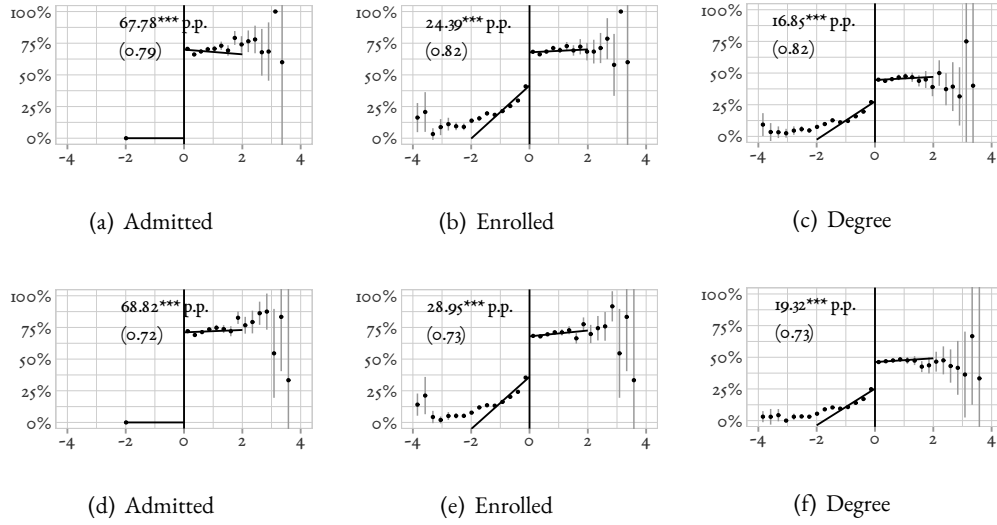 100% 67.78*** p.p.
75% (0.79)
50%
25%
0%
-4 -2 0 2 4
(a) Admitted
100% 24.39*** p.p.
75% (0.82)
50%
25%
0%
-4 -2 0 2 4
(b) Enrolled
100% 16.85*** p.p.
75% (0.82)
50%
25%
0%
-4 -2 0 2 4
(c) Degree
100% 68.82*** p.p.
75% (0.72)
50%
25%
0%
-4 -2 0 2 4
(d) Admitted
100% 28.95*** p.p.
75% (0.73)
50%
25%
0%
-4 -2 0 2 4
(e) Enrolled
100% 19.32*** p.p.
75% (0.73)
50%
25%
0%
-4 -2 0 2 4
(f) Degree